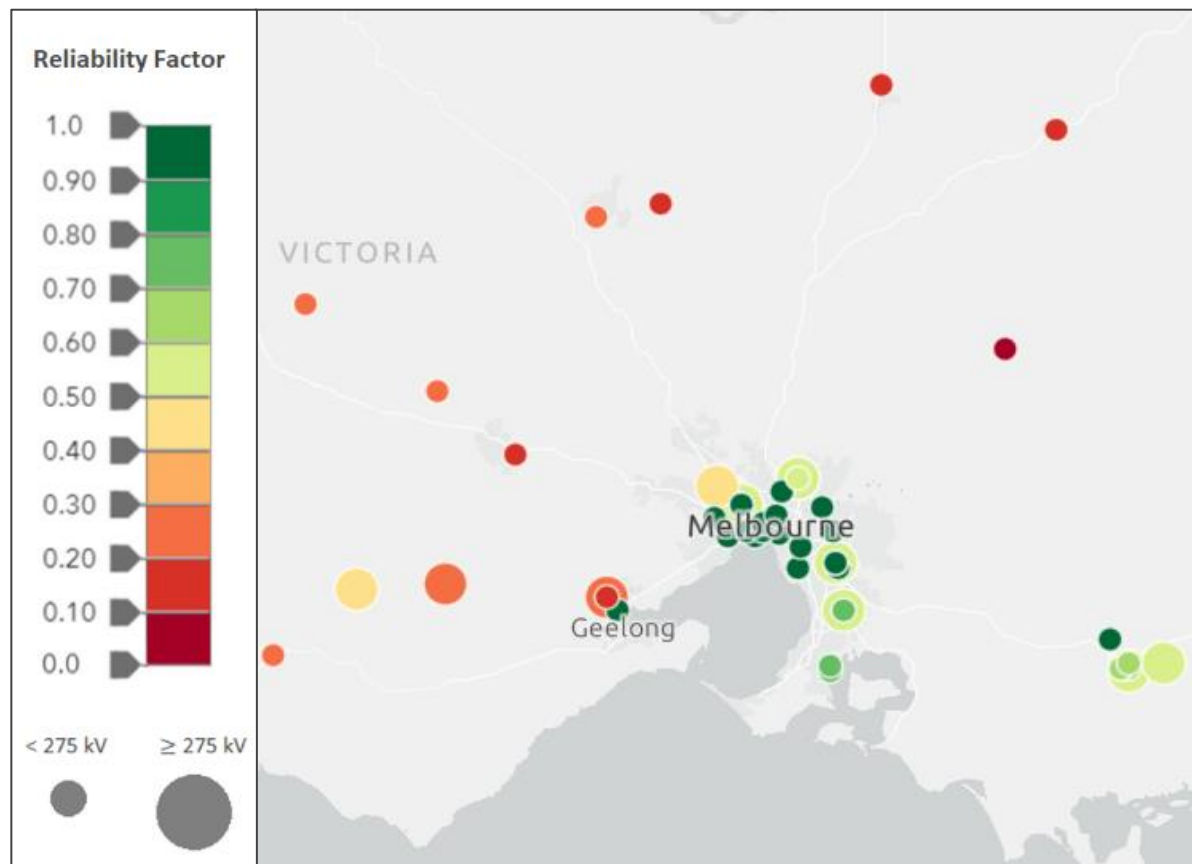 Reliability Factor
1.0
0.90
0.80
0.70
0.60
0.50
0.40
0.30
0.20
0.10
0.0
< 275 kV ≥ 275 kV
VICTORIA
Melbourne
Geelong